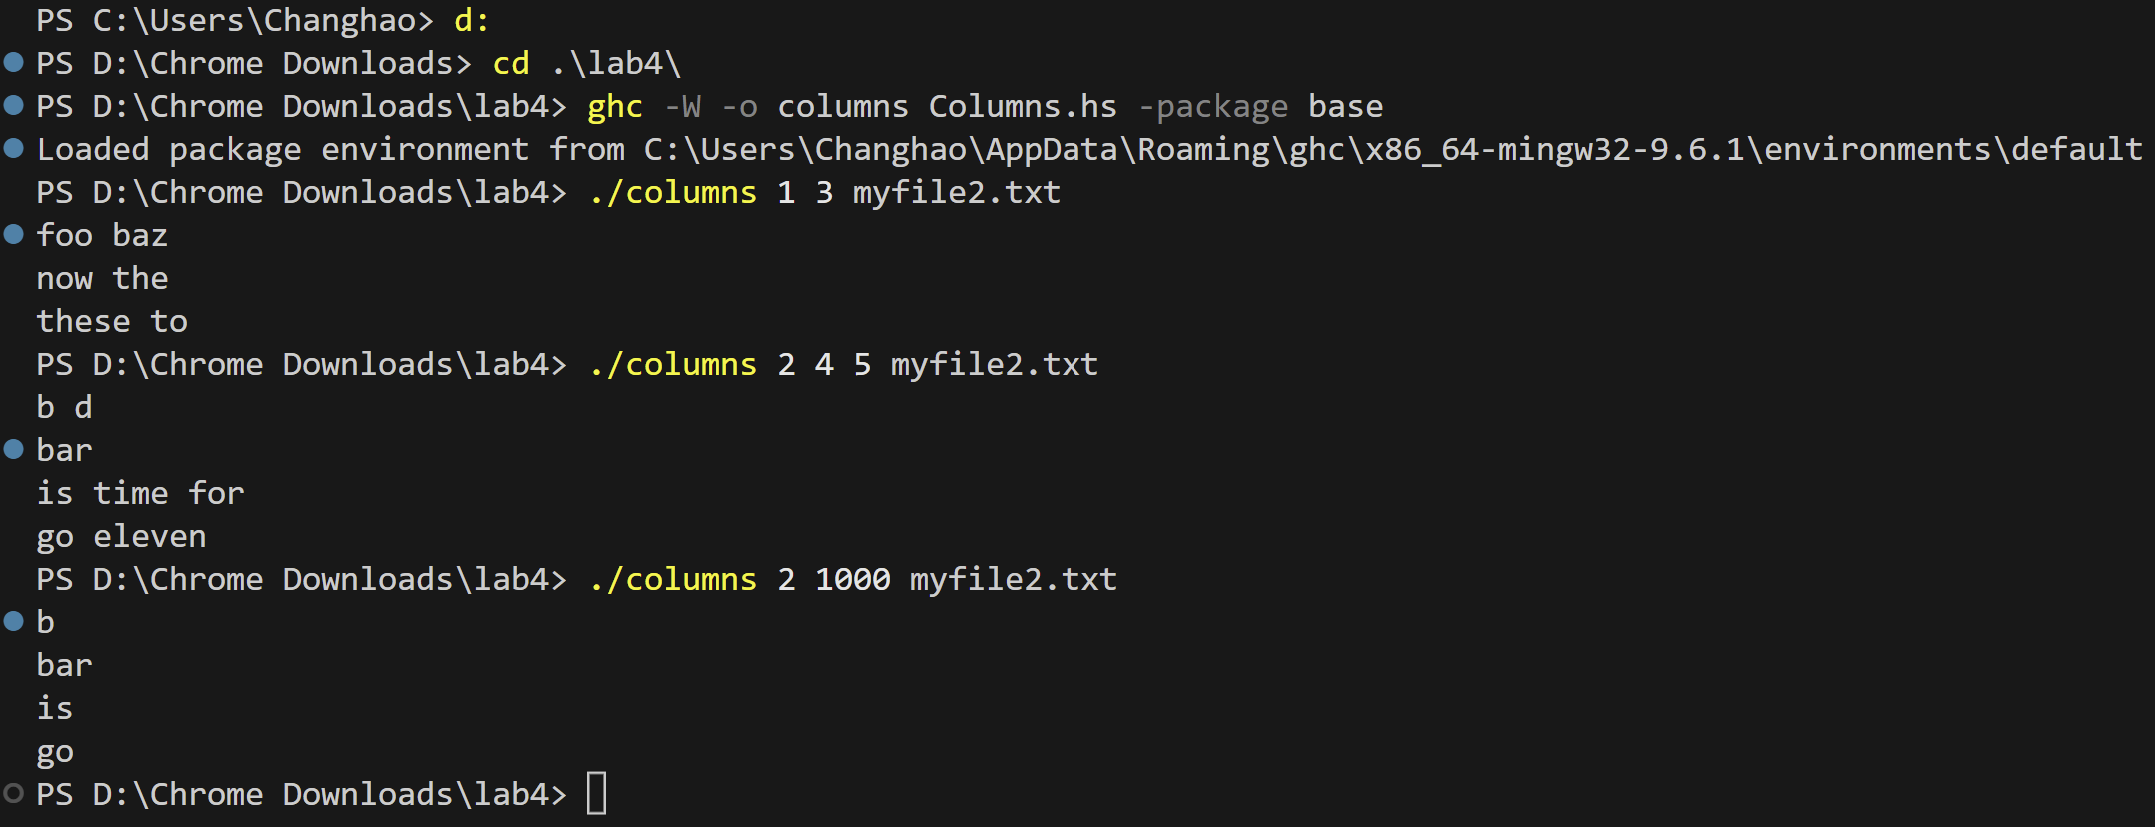 PS C:\Users\Changhao> d:
PS D:\Chrome Downloads> cd .\lab4\
PS D:\Chrome Downloads\lab4> ghc -W -o columns Columns.hs -package base
Loaded package environment from C:\Users\Changhao\AppData\Roaming\ghc\x86_64-mingw32-9.6.1\environments\default
PS D:\Chrome Downloads\lab4> ./columns 1 3 myfile2.txt
foo baz
now the
these to
PS D:\Chrome Downloads\lab4> ./columns 2 4 5 myfile2.txt
b d
bar
is time for
go eleven
PS D:\Chrome Downloads\lab4> ./columns 2 1000 myfile2.txt
b
bar
is
go
PS D:\Chrome Downloads\lab4>